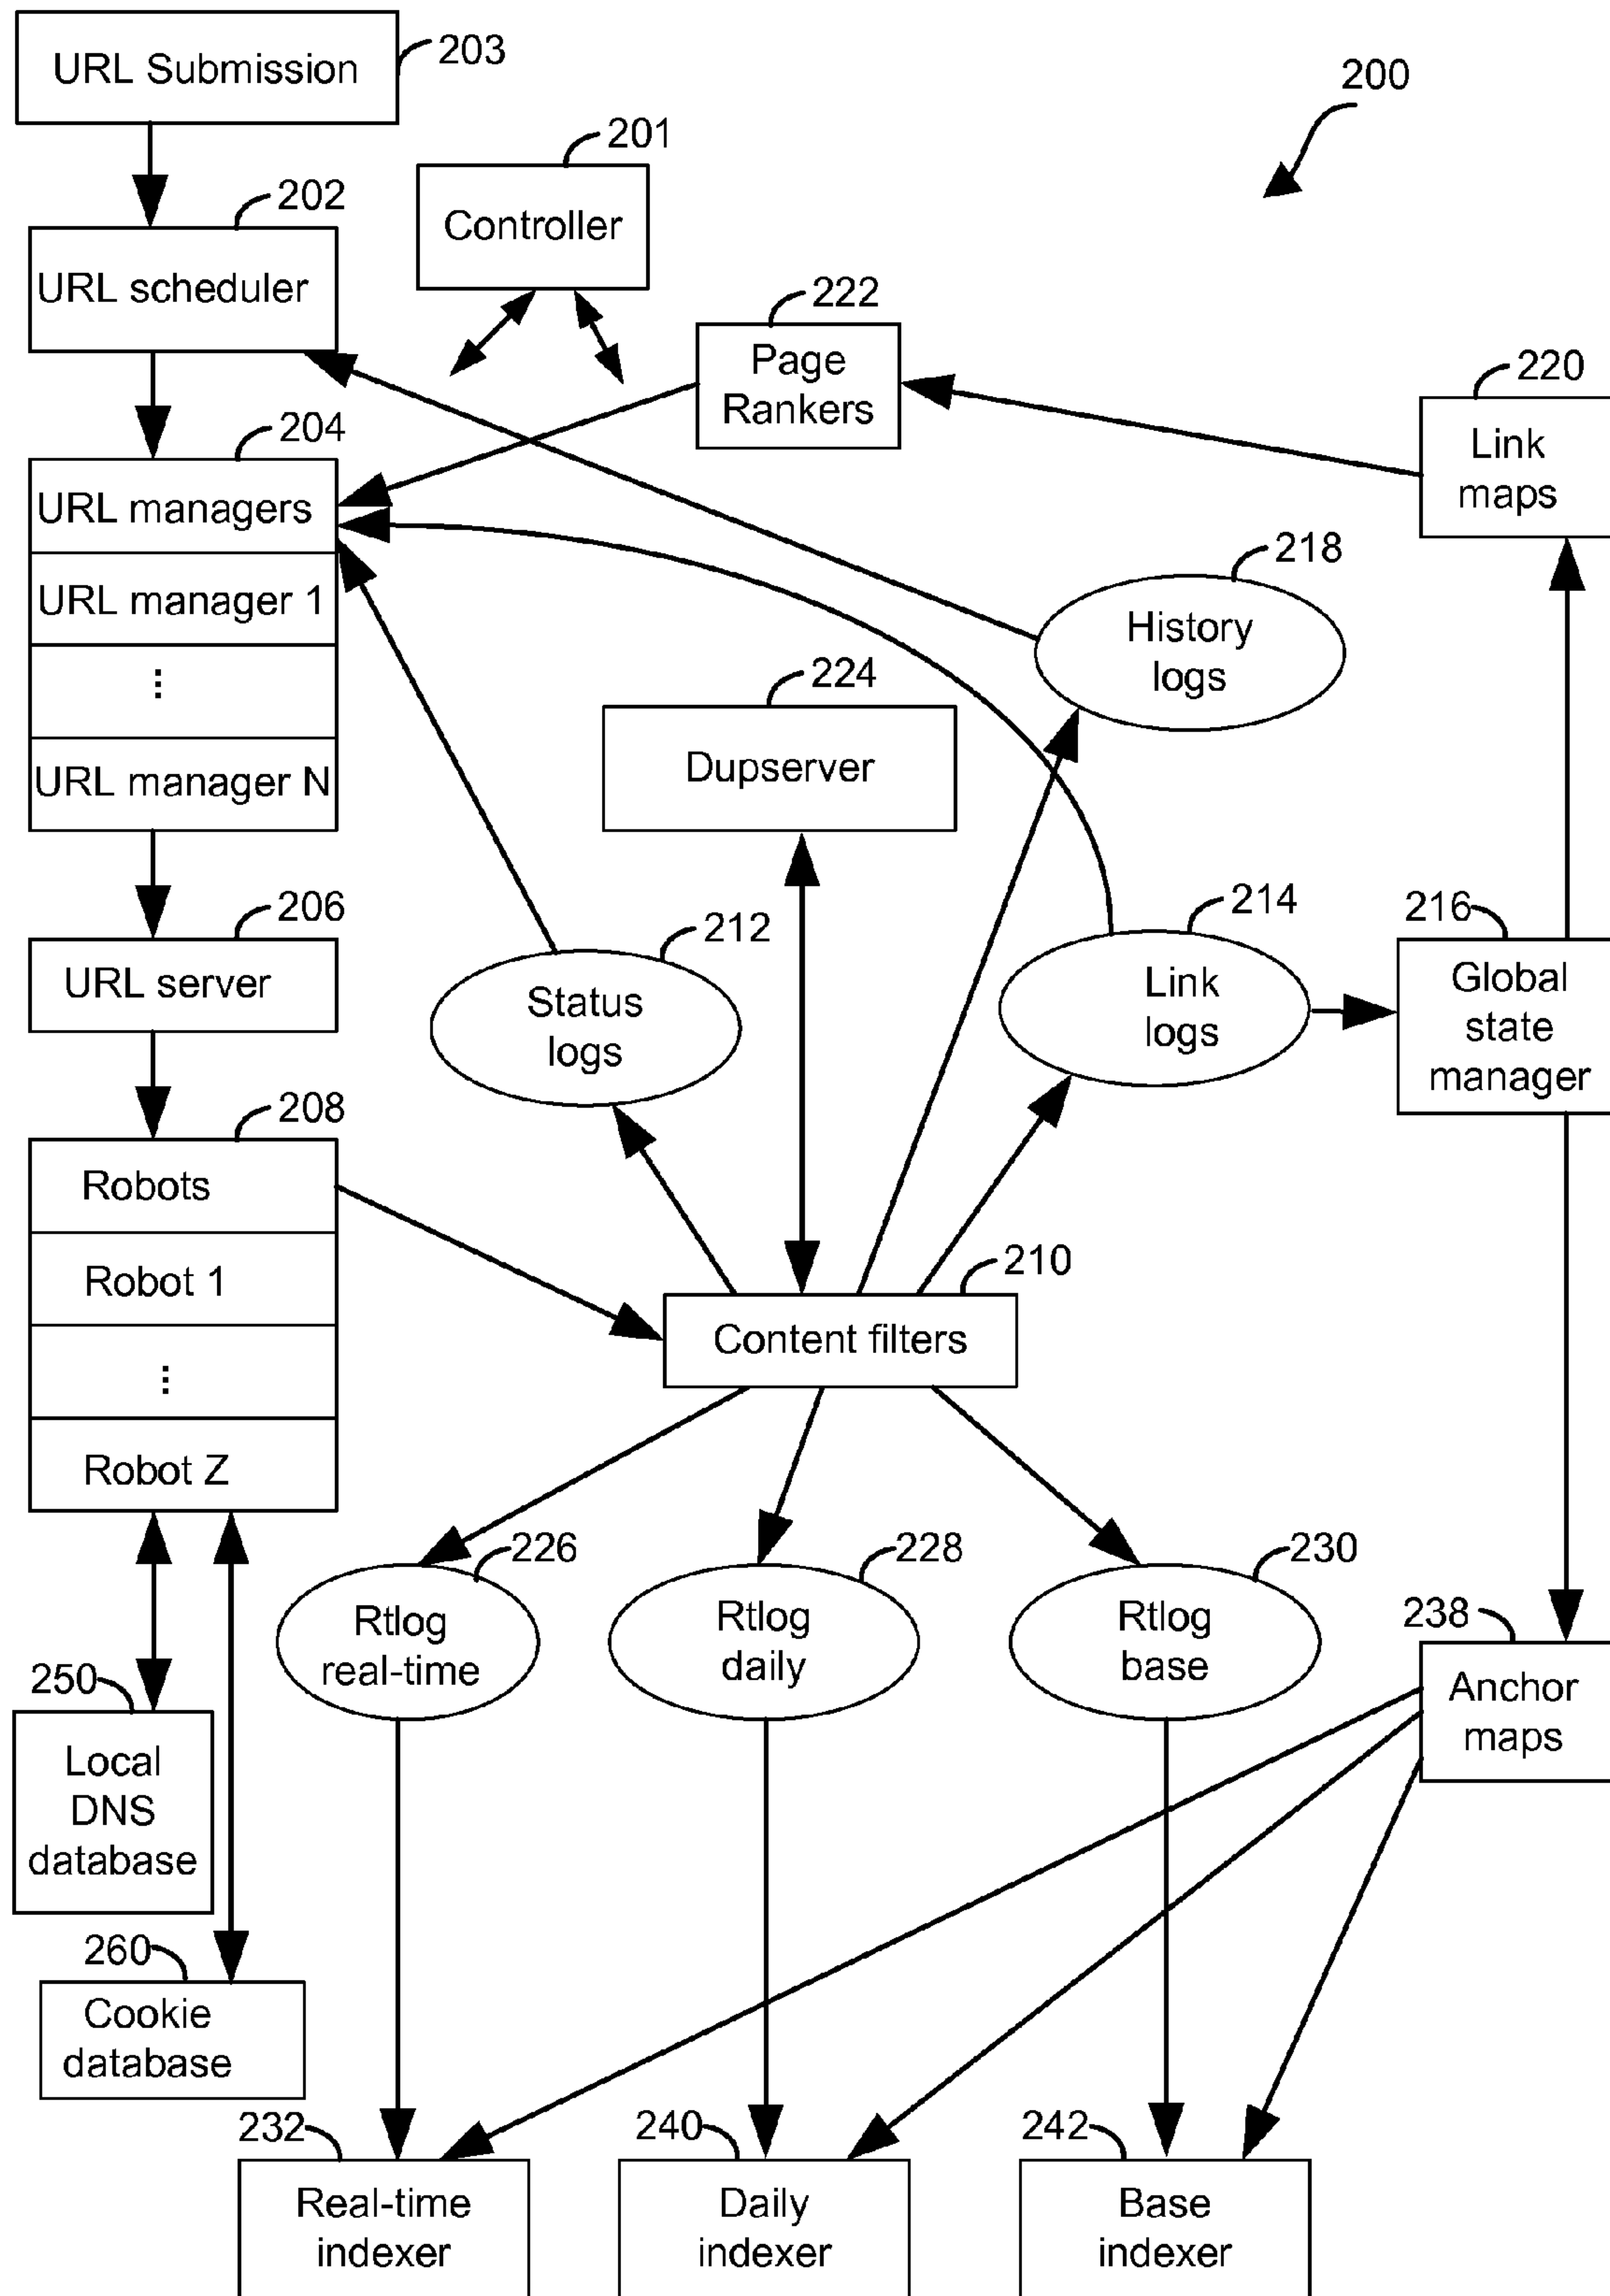 URL Submission
203
200
201
Controller
202
URL scheduler
222
Page
Rankers
220
Link
maps
204
URL managers
URL manager 1
⋮
URL manager N
218
History
logs
224
Dupserver
206
URL server
212
Status
logs
214
Link
logs
216
Global
state
manager
208
Robots
Robot 1
⋮
Robot Z
210
Content filters
226
Rtlog
real-time
228
Rtlog
daily
230
Rtlog
base
238
Anchor
maps
250
Local
DNS
database
260
Cookie
database
232
Real-time
indexer
240
Daily
indexer
242
Base
indexer